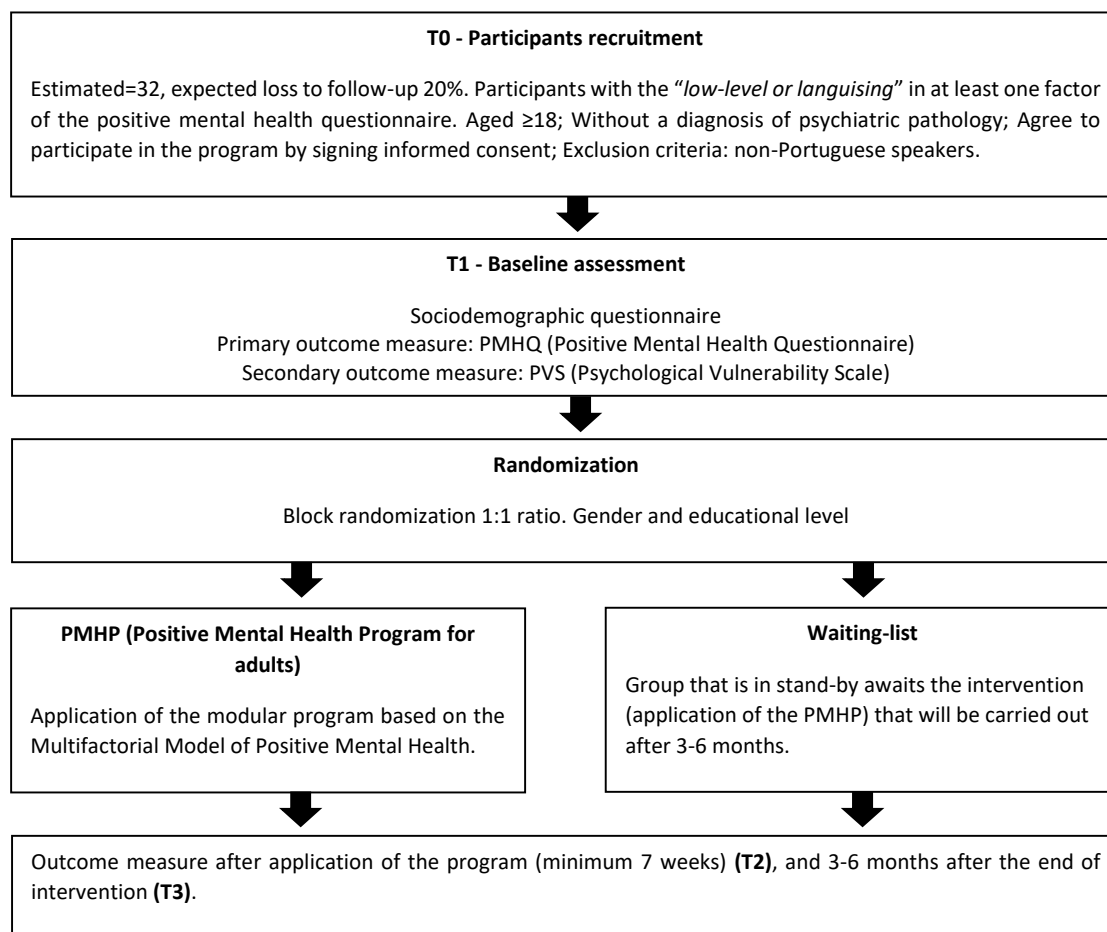 T0 - Participants recruitment
Estimated=32, expected loss to follow-up 20%. Participants with the “low-level or languising” in at least one factor
of the positive mental health questionnaire. Aged ≥18; Without a diagnosis of psychiatric pathology; Agree to
participate in the program by signing informed consent; Exclusion criteria: non-Portuguese speakers.
T1 - Baseline assessment
Sociodemographic questionnaire
Primary outcome measure: PMHQ (Positive Mental Health Questionnaire)
Secondary outcome measure: PVS (Psychological Vulnerability Scale)
Randomization
Block randomization 1:1 ratio. Gender and educational level
PMHP (Positive Mental Health Program for
adults)
Application of the modular program based on the
Multifactorial Model of Positive Mental Health.
Waiting-list
Group that is in stand-by awaits the intervention
(application of the PMHP) that will be carried out
after 3-6 months.
Outcome measure after application of the program (minimum 7 weeks) (T2), and 3-6 months after the end of
intervention (T3).